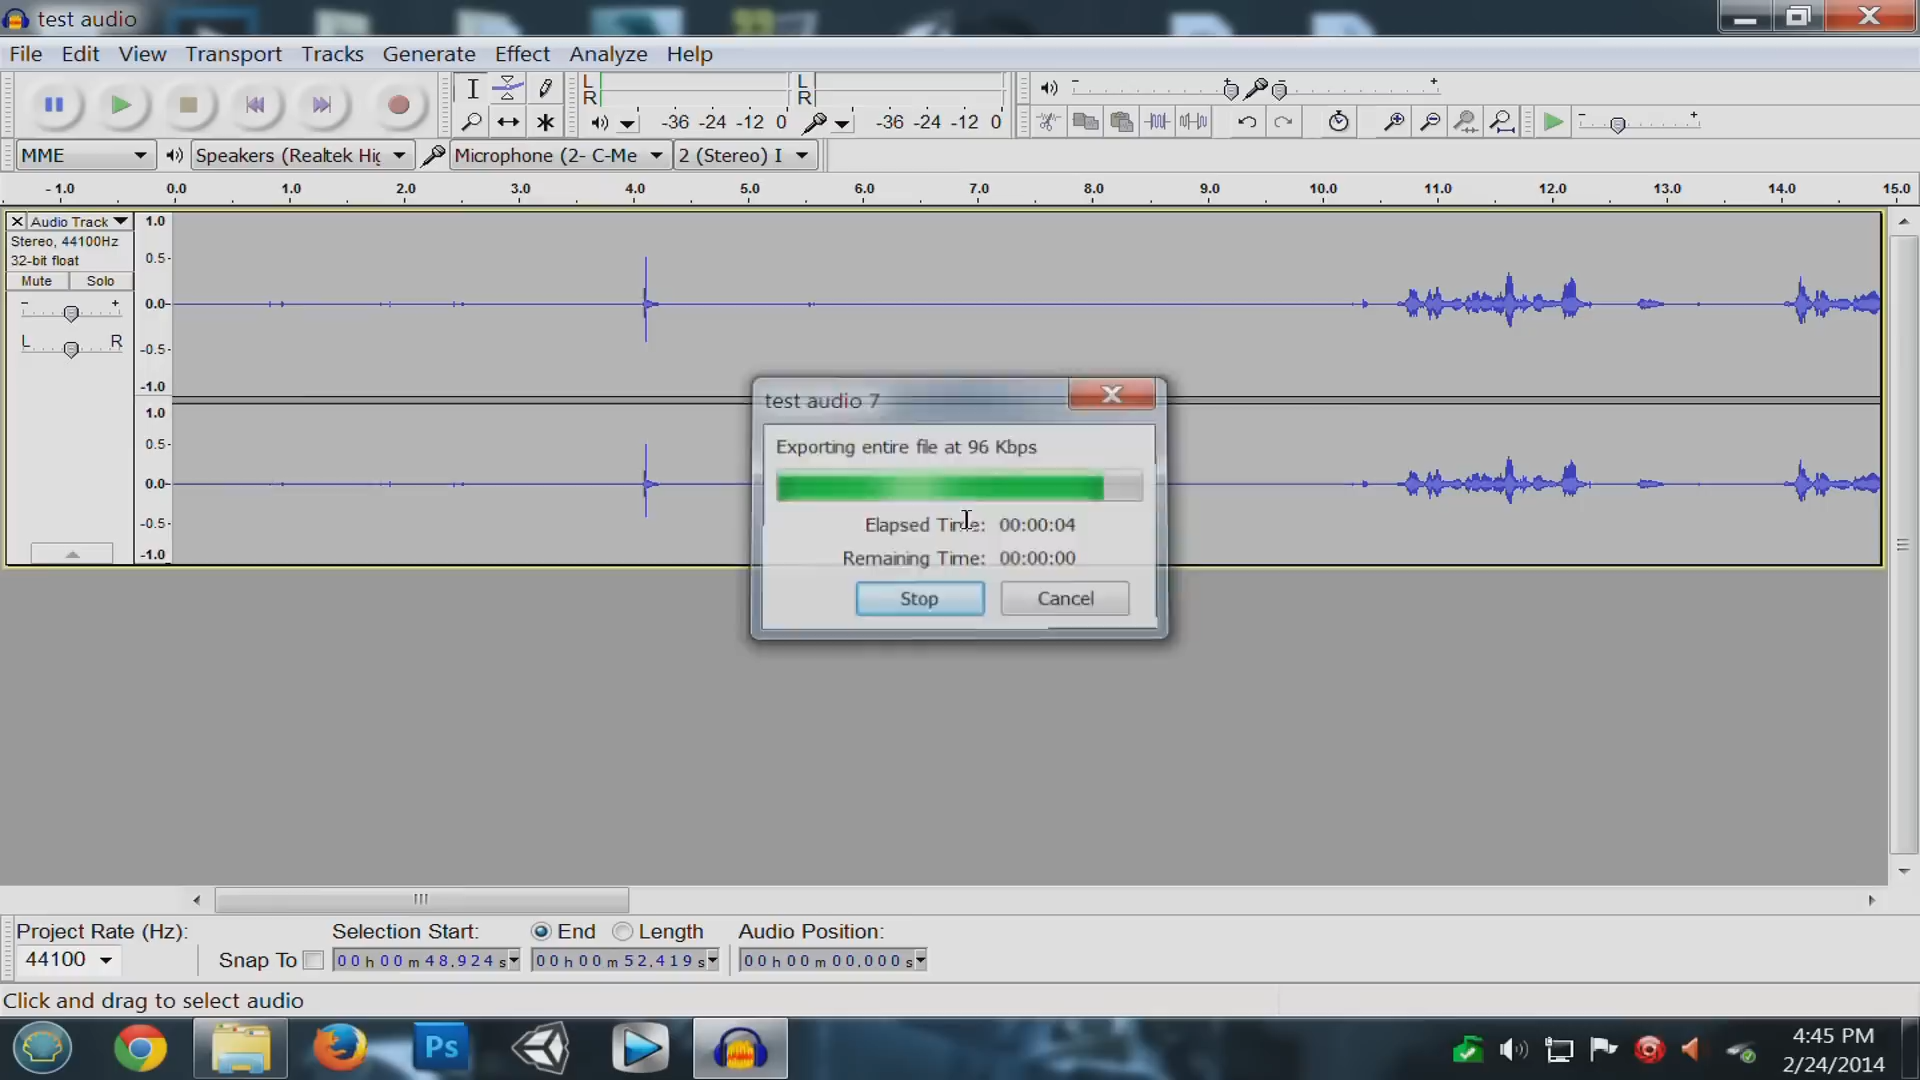 test audio
File Edit View Transport Tracks Generate Effect Analyze Help
L
R
-36 -24 -12 0
L
R
-36 -24 -12 0
MME
Speakers (Realtek Hig
Microphone (2- C-Me
2 (Stereo) I
- 1.0 0.0 1.0 2.0 3.0 4.0 5.0 6.0 7.0 8.0 9.0 10.0 11.0 12.0 13.0 14.0 15.0
Audio Track
Stereo, 44100Hz
32-bit float
Mute Solo
- +
L R
1.0
0.5-
0.0-
-0.5-
-1.0
1.0
0.5-
0.0-
-0.5-
-1.0
test audio 7
Exporting entire file at 96 Kbps
Elapsed Time: 00:00:04
Remaining Time: 00:00:00
Stop Cancel
Project Rate (Hz):
44100
Snap To
Selection Start:
00 h 00 m 48.924 s
End Length
00 h 00 m 52.419 s
Audio Position:
00 h 00 m 00.000 s
Click and drag to select audio
Ps
4:45 PM
2/24/2014